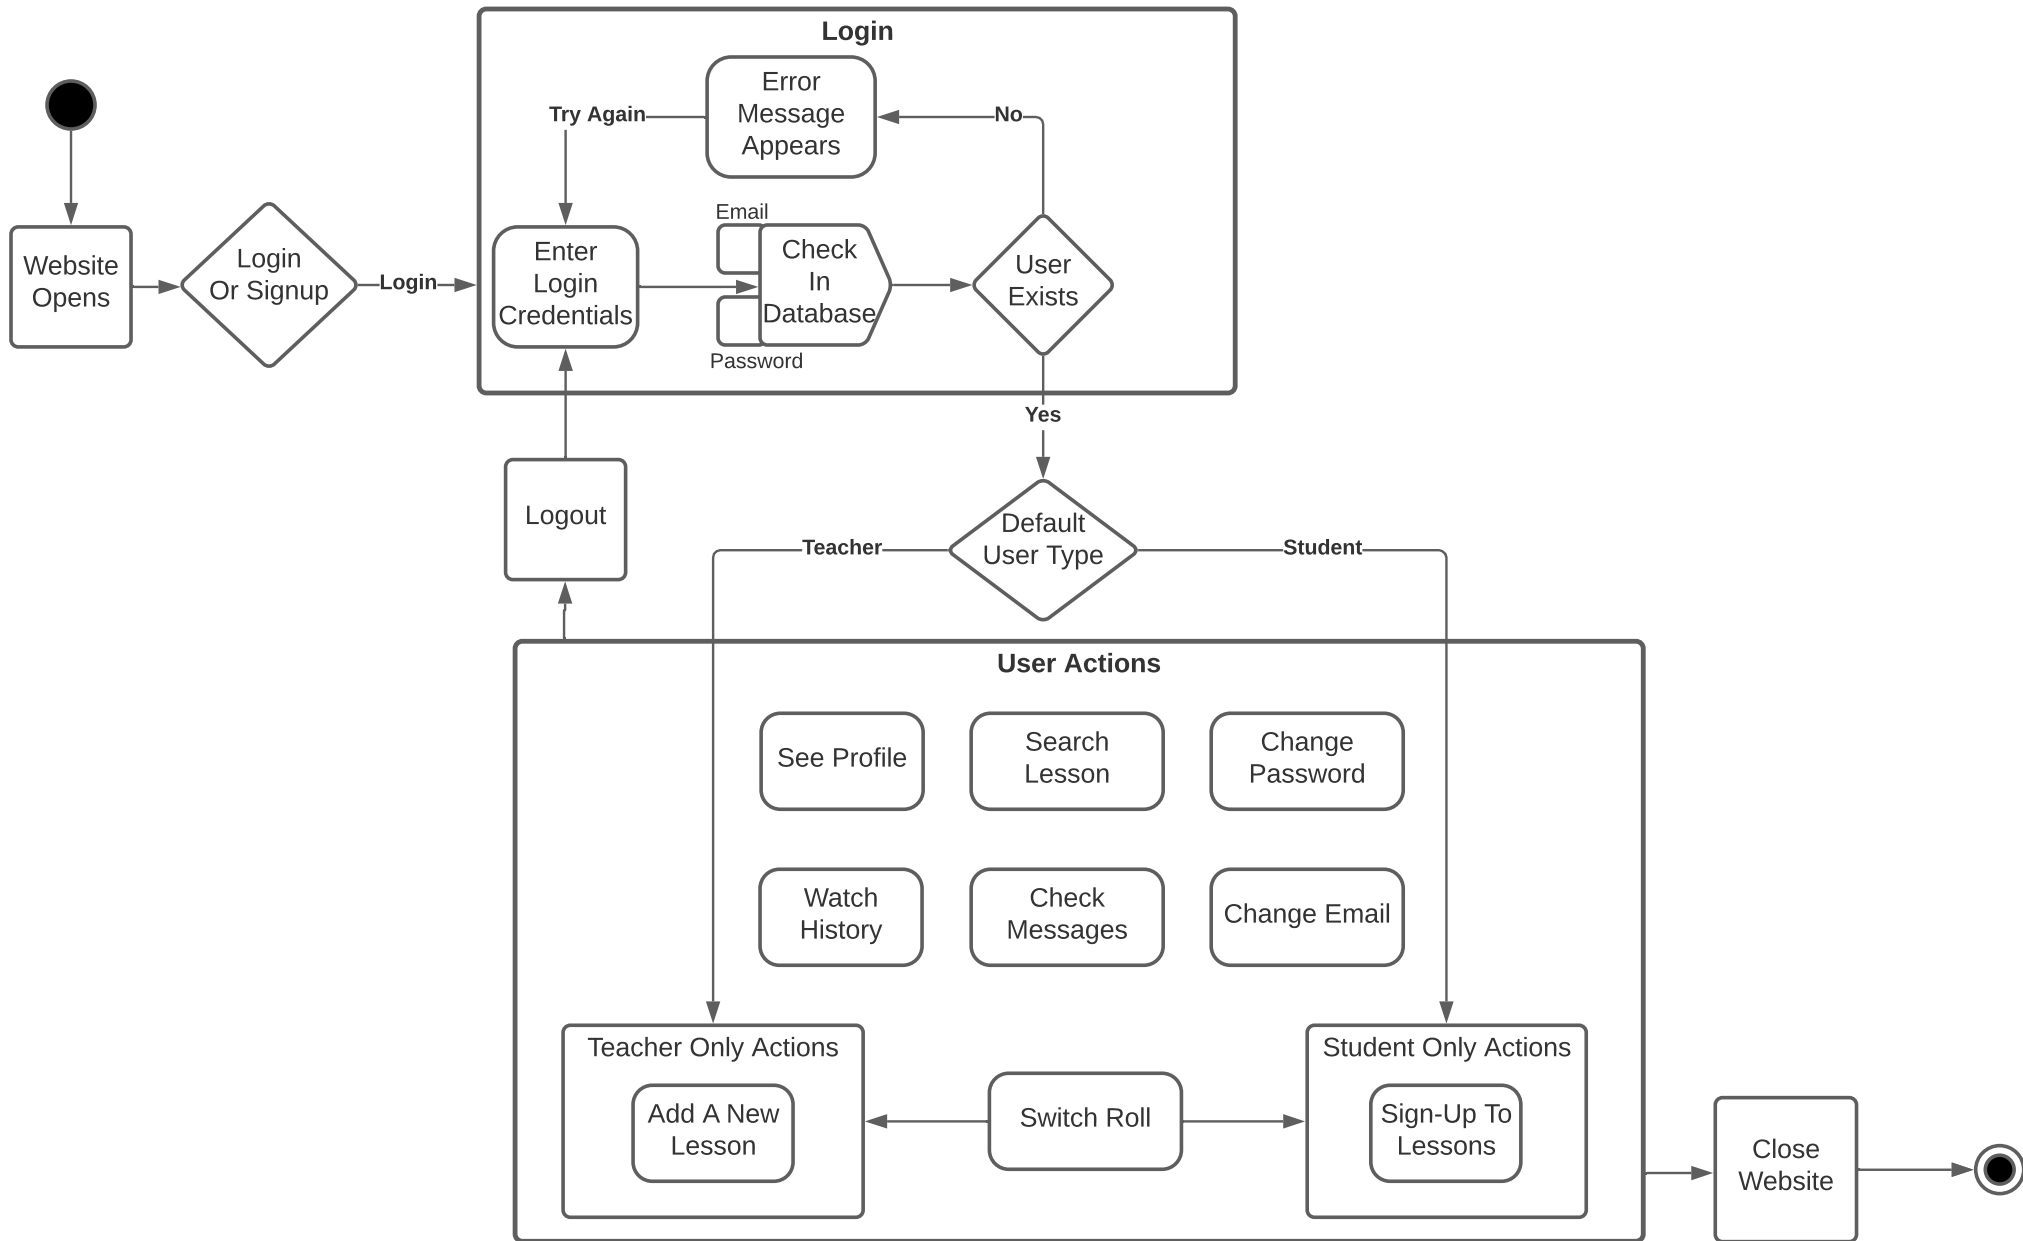 Login
Error
Message
Appears
Try Again
No
Website
Opens
Login
Or Signup
Login
Enter
Login
Credentials
Email
Check
In
Database
Password
User
Exists
Yes
Logout
Default
User Type
Teacher
Student
User Actions
See Profile
Search
Lesson
Change
Password
Watch
History
Check
Messages
Change Email
Teacher Only Actions
Add A New
Lesson
Switch Roll
Student Only Actions
Sign-Up To
Lessons
Close
Website